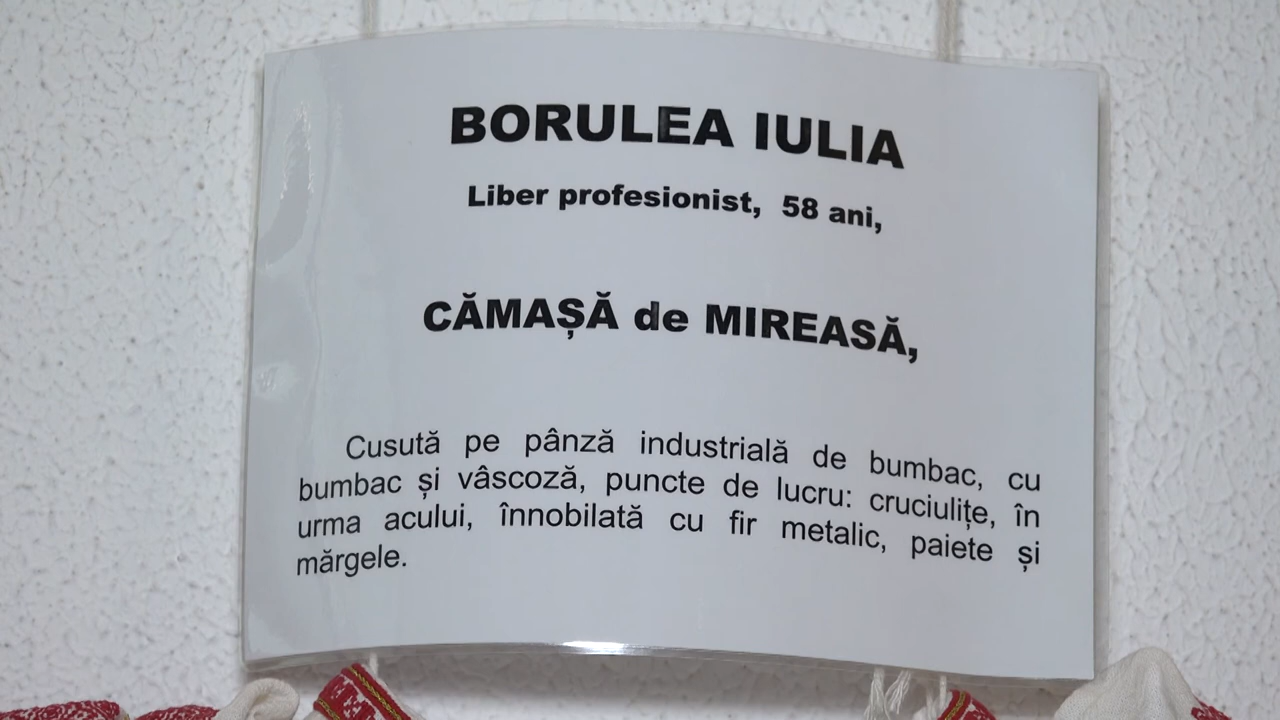 BORULEA IULIA
Liber profesionist, 58 ani,
CĂMAȘĂ de MIREASĂ,
Cusută pe pânză industrială de bumbac, cu
bumbac și vâscoză, puncte de lucru: cruciulițe, în
urma acului, înnobilată cu fir metalic, paiete și
mărgele.